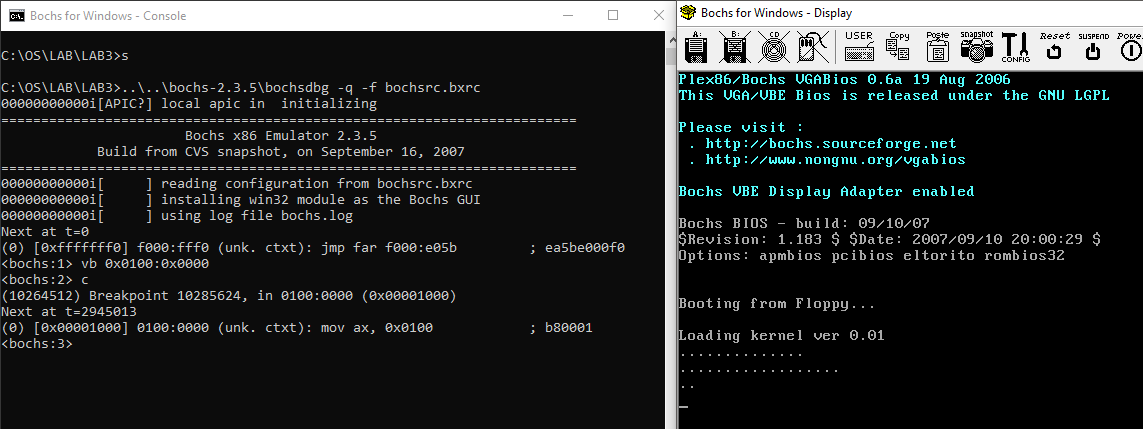 Bochs for Windows - Console
C:\OS\LAB\LAB3>s
C:\OS\LAB\LAB3>..\..\bochs-2.3.5\bochsdbg -q -f bochsrc.bxrc
00000000000i[APIC?] local apic in  initializing
========================================================================
                       Bochs x86 Emulator 2.3.5
            Build from CVS snapshot, on September 16, 2007
========================================================================
00000000000i[     ] reading configuration from bochsrc.bxrc
00000000000i[     ] installing win32 module as the Bochs GUI
00000000000i[     ] using log file bochs.log
Next at t=0
(0) [0xfffffff0] f000:fff0 (unk. ctxt): jmp far f000:e05b         ; ea5be000f0
<bochs:1> vb 0x0100:0x0000
<bochs:2> c
(10264512) Breakpoint 10285624, in 0100:0000 (0x00001000)
Next at t=2945013
(0) [0x00001000] 0100:0000 (unk. ctxt): mov ax, 0x0100            ; b80001
<bochs:3>
Bochs for Windows - Display
A: B: CD USER Copy Paste snapshot CONFIG Reset SUSPEND Power
Plex86/Bochs VGABios 0.6a 19 Aug 2006
This VGA/VBE Bios is released under the GNU LGPL
Please visit :
 . http://bochs.sourceforge.net
 . http://www.nongnu.org/vgabios
Bochs VBE Display Adapter enabled
Bochs BIOS - build: 09/10/07
$Revision: 1.183 $ $Date: 2007/09/10 20:00:29 $
Options: apmbios pcibios eltorito rombios32
Booting from Floppy...
Loading kernel ver 0.01
..............
..................
..
_